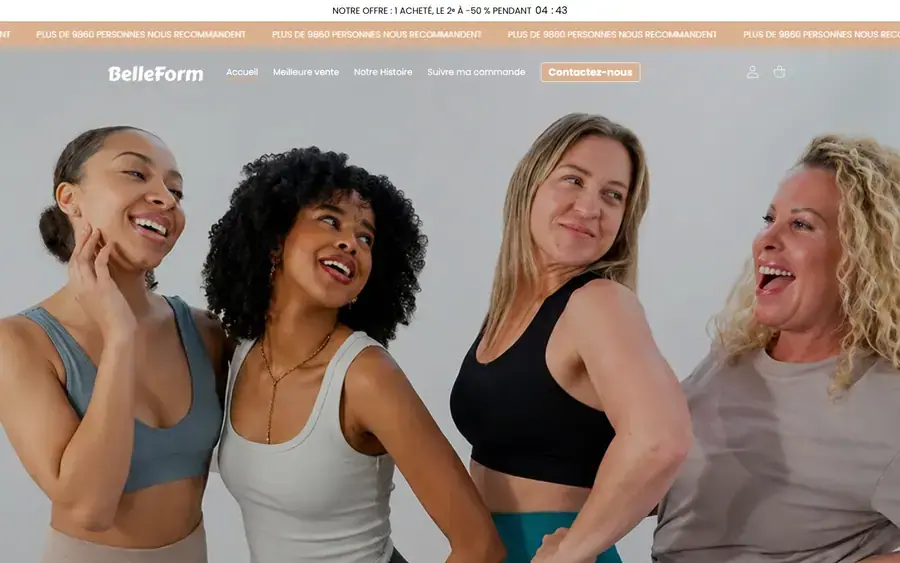 NOTRE OFFRE : 1 ACHETÉ, LE 2ᵉ À -50 % PENDANT 04 : 43
NT PLUS DE 9860 PERSONNES NOUS RECOMMANDENT PLUS DE 9860 PERSONNES NOUS RECOMMANDENT PLUS DE 9860 PERSONNES NOUS RECOMMANDENT PLUS DE 9860 PERSONNES NOUS RECO
BelleForm Accueil Meilleure vente Notre Histoire Suivre ma commande Contactez-nous